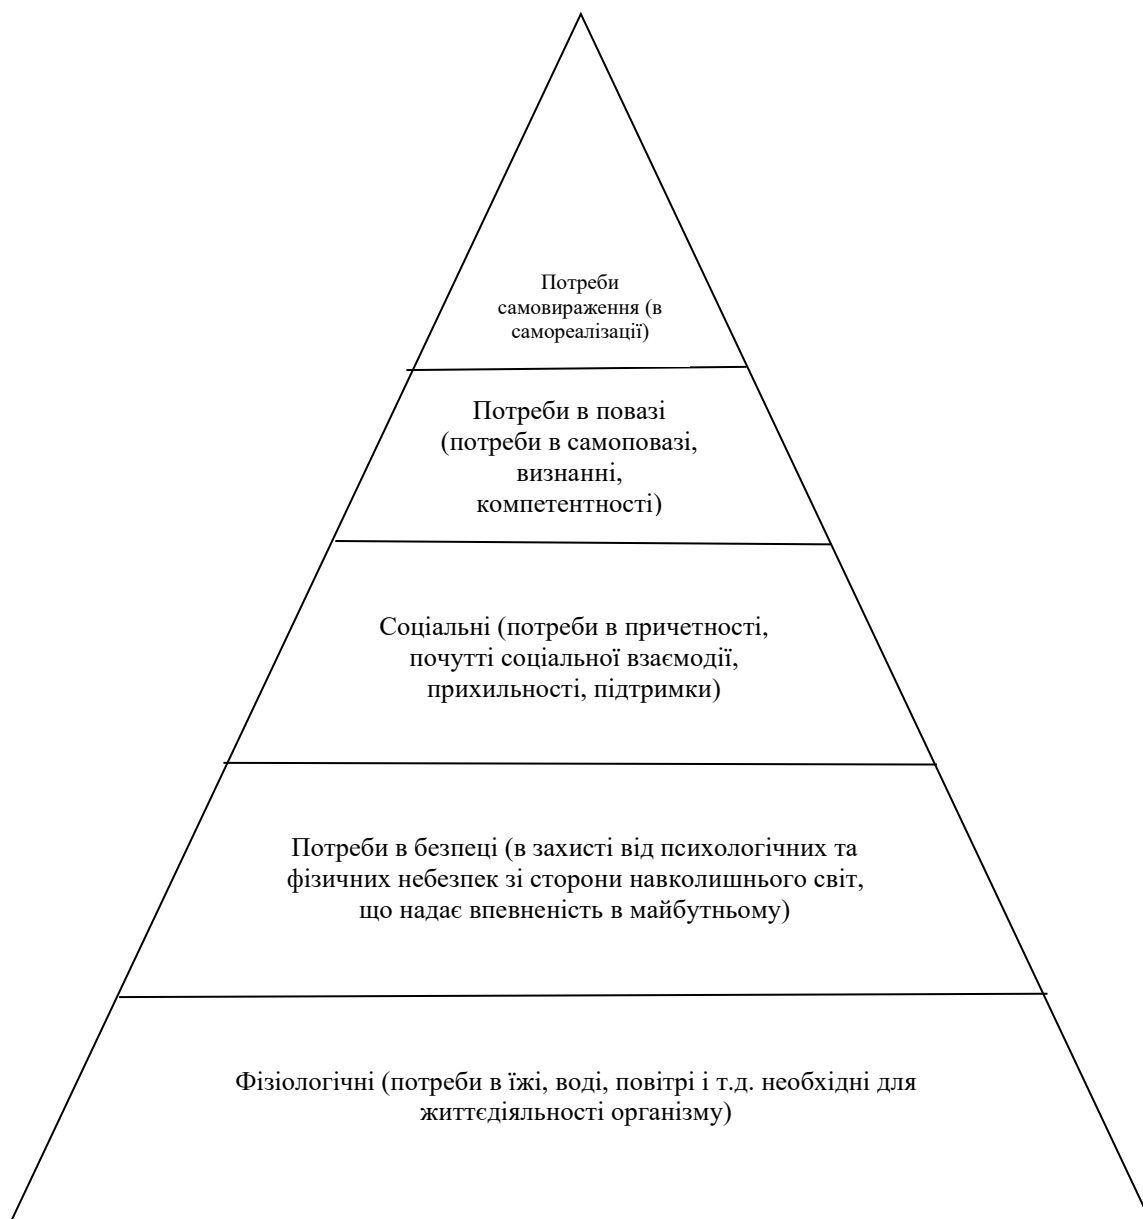 Потреби
самовираження (в
самореалізації)
Потреби в повазі
(потреби в самоповазі,
визнанні,
компетентності)
Соціальні (потреби в причетності,
почутті соціальної взаємодії,
прихильності, підтримки)
Потреби в безпеці (в захисті від психологічних та
фізичних небезпек зі сторони навколишнього світ,
що надає впевненість в майбутньому)
Фізіологічні (потреби в їжі, воді, повітрі і т.д. необхідні для
життєдіяльності організму)